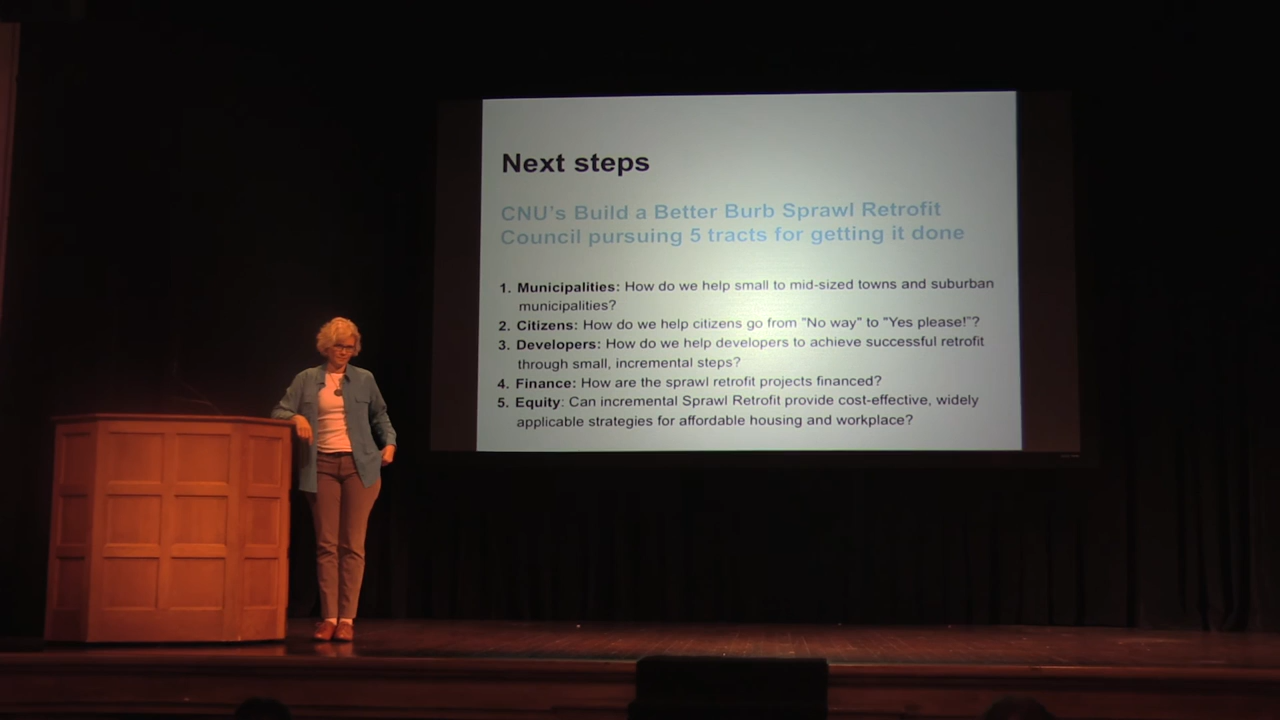 Next steps
CNU's Build a Better Burb Sprawl Retrofit
Council pursuing 5 tracts for getting it done
1. Municipalities: How do we help small to mid-sized towns and suburban
municipalities?
2. Citizens: How do we help citizens go from "No way" to "Yes please!"?
3. Developers: How do we help developers to achieve successful retrofit
through small, incremental steps?
4. Finance: How are the sprawl retrofit projects financed?
5. Equity: Can incremental Sprawl Retrofit provide cost-effective, widely
applicable strategies for affordable housing and workplace?